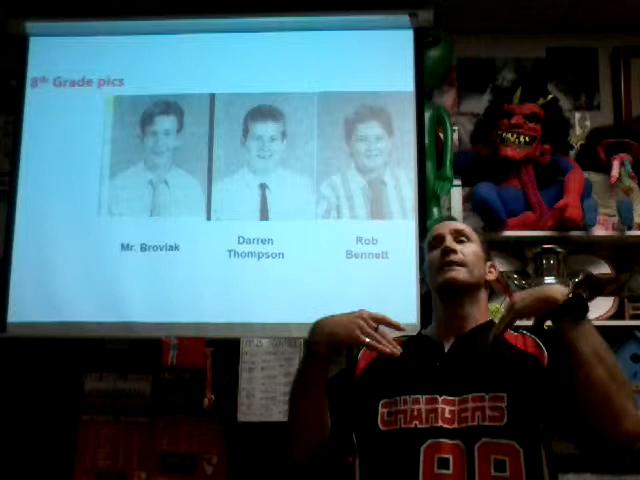 8th Grade pics
Mr. Broviak
Darren
Thompson
Rob
Bennett
CHARGERS